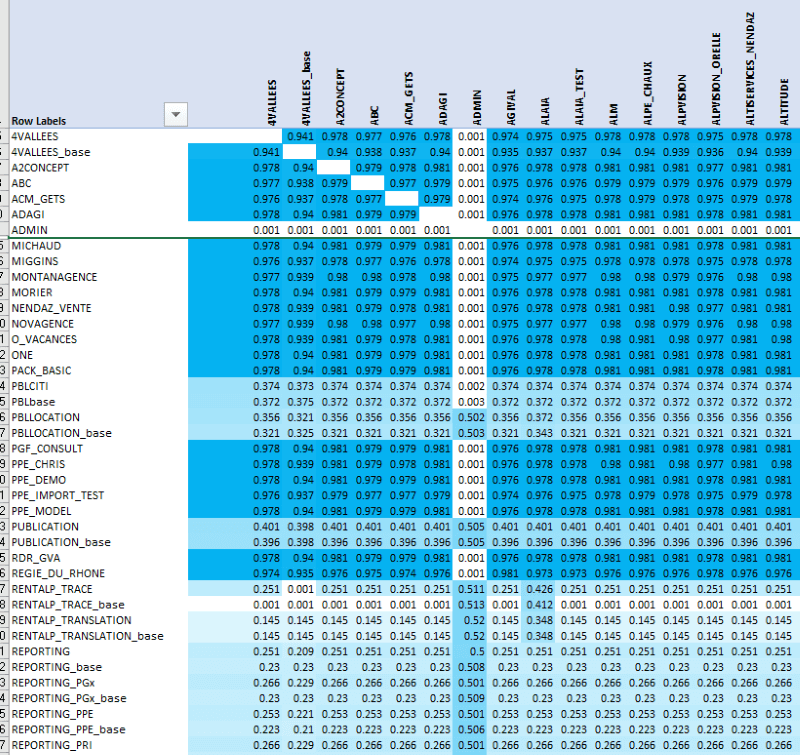 Row Labels 4VALLEES 4VALLEES_base A2CONCEPT ABC ACM_GETS ADAGI ADMIN AGIVAL ALAIA ALAIA_TEST ALM ALPE_CHAUX ALPVISION ALPVISION_ORELLE ALTISERVICES_NENDAZ ALTITUDE
4VALLEES 0.941 0.978 0.977 0.976 0.978 0.001 0.974 0.975 0.975 0.978 0.978 0.978 0.975 0.978 0.978
4VALLEES_base 0.941 0.94 0.938 0.937 0.94 0.001 0.935 0.937 0.937 0.94 0.94 0.939 0.936 0.94 0.939
A2CONCEPT 0.978 0.94 0.979 0.978 0.981 0.001 0.976 0.978 0.978 0.981 0.981 0.981 0.977 0.981 0.981
ABC 0.977 0.938 0.979 0.977 0.979 0.001 0.975 0.976 0.976 0.979 0.979 0.979 0.976 0.979 0.979
ACM_GETS 0.976 0.937 0.978 0.977 0.979 0.001 0.974 0.976 0.975 0.978 0.979 0.978 0.975 0.979 0.978
ADAGI 0.978 0.94 0.981 0.979 0.979 0.001 0.976 0.978 0.978 0.981 0.981 0.981 0.978 0.981 0.981
ADMIN 0.001 0.001 0.001 0.001 0.001 0.001 0.001 0.001 0.001 0.001 0.001 0.001 0.001 0.001 0.001
MICHAUD 0.978 0.94 0.981 0.979 0.979 0.981 0.001 0.976 0.978 0.978 0.981 0.981 0.981 0.978 0.981 0.981
MIGGINS 0.976 0.937 0.978 0.977 0.976 0.978 0.001 0.974 0.975 0.975 0.978 0.978 0.978 0.975 0.978 0.978
MONTANAGENCE 0.977 0.939 0.98 0.98 0.978 0.98 0.001 0.975 0.977 0.977 0.98 0.98 0.979 0.976 0.98 0.98
MORIER 0.978 0.94 0.981 0.979 0.979 0.981 0.001 0.976 0.978 0.978 0.981 0.981 0.981 0.978 0.981 0.981
NENDAZ_VENTE 0.978 0.939 0.981 0.979 0.978 0.981 0.001 0.976 0.978 0.978 0.981 0.981 0.98 0.977 0.981 0.981
NOVAGENCE 0.977 0.939 0.98 0.98 0.977 0.98 0.001 0.975 0.977 0.977 0.98 0.98 0.979 0.976 0.98 0.98
O_VACANCES 0.978 0.939 0.981 0.979 0.978 0.981 0.001 0.976 0.978 0.978 0.98 0.981 0.98 0.977 0.981 0.98
ONE 0.978 0.94 0.981 0.979 0.979 0.981 0.001 0.976 0.978 0.978 0.981 0.981 0.981 0.978 0.981 0.981
PACK_BASIC 0.978 0.94 0.981 0.979 0.979 0.981 0.001 0.976 0.978 0.978 0.981 0.981 0.981 0.978 0.981 0.981
PBLCITI 0.374 0.373 0.374 0.374 0.374 0.374 0.002 0.374 0.374 0.374 0.374 0.374 0.374 0.374 0.374 0.374
PBLbase 0.372 0.375 0.372 0.372 0.372 0.372 0.003 0.372 0.372 0.372 0.372 0.372 0.372 0.372 0.372 0.372
PBLLOCATION 0.356 0.321 0.356 0.356 0.356 0.356 0.502 0.356 0.372 0.356 0.356 0.356 0.356 0.356 0.356 0.356
PBLLOCATION_base 0.321 0.325 0.321 0.321 0.321 0.321 0.503 0.321 0.343 0.321 0.321 0.321 0.321 0.321 0.321 0.321
PGF_CONSULT 0.978 0.94 0.981 0.979 0.979 0.981 0.001 0.976 0.978 0.978 0.981 0.981 0.981 0.978 0.981 0.981
PPE_CHRIS 0.978 0.939 0.981 0.979 0.978 0.981 0.001 0.976 0.978 0.978 0.98 0.981 0.98 0.977 0.981 0.98
PPE_DEMO 0.978 0.94 0.981 0.979 0.979 0.981 0.001 0.976 0.978 0.978 0.981 0.981 0.981 0.978 0.981 0.981
PPE_IMPORT_TEST 0.976 0.937 0.979 0.977 0.977 0.979 0.001 0.974 0.976 0.975 0.978 0.979 0.978 0.975 0.979 0.978
PPE_MODEL 0.978 0.94 0.981 0.979 0.979 0.981 0.001 0.976 0.978 0.978 0.981 0.981 0.981 0.978 0.981 0.981
PUBLICATION 0.401 0.398 0.401 0.401 0.401 0.401 0.505 0.401 0.401 0.401 0.401 0.401 0.401 0.401 0.401 0.401
PUBLICATION_base 0.396 0.398 0.396 0.396 0.396 0.396 0.505 0.396 0.396 0.396 0.396 0.396 0.396 0.396 0.396 0.396
RDR_GVA 0.978 0.94 0.981 0.979 0.979 0.981 0.001 0.976 0.978 0.978 0.981 0.981 0.981 0.978 0.981 0.981
REGIE_DU_RHONE 0.974 0.935 0.976 0.975 0.974 0.976 0.001 0.981 0.973 0.973 0.976 0.976 0.976 0.978 0.976 0.976
RENTALP_TRACE 0.251 0.001 0.251 0.251 0.251 0.251 0.511 0.251 0.426 0.251 0.251 0.251 0.251 0.251 0.251 0.251
RENTALP_TRACE_base 0.001 0.001 0.001 0.001 0.001 0.001 0.513 0.001 0.412 0.001 0.001 0.001 0.001 0.001 0.001 0.001
RENTALP_TRANSLATION 0.145 0.145 0.145 0.145 0.145 0.145 0.52 0.145 0.348 0.145 0.145 0.145 0.145 0.145 0.145 0.145
RENTALP_TRANSLATION_base 0.145 0.145 0.145 0.145 0.145 0.145 0.52 0.145 0.348 0.145 0.145 0.145 0.145 0.145 0.145 0.145
REPORTING 0.251 0.209 0.251 0.251 0.251 0.251 0.5 0.251 0.251 0.251 0.251 0.251 0.251 0.251 0.251 0.251
REPORTING_base 0.23 0.23 0.23 0.23 0.23 0.23 0.508 0.23 0.23 0.23 0.23 0.23 0.23 0.23 0.23 0.23
REPORTING_PGx 0.266 0.229 0.266 0.266 0.266 0.266 0.501 0.266 0.266 0.266 0.266 0.266 0.266 0.266 0.266 0.266
REPORTING_PGx_base 0.23 0.23 0.23 0.23 0.23 0.23 0.509 0.23 0.23 0.23 0.23 0.23 0.23 0.23 0.23 0.23
REPORTING_PPE 0.253 0.221 0.253 0.253 0.253 0.253 0.501 0.253 0.253 0.253 0.253 0.253 0.253 0.253 0.253 0.253
REPORTING_PPE_base 0.223 0.21 0.223 0.223 0.223 0.223 0.506 0.223 0.223 0.223 0.223 0.223 0.223 0.223 0.223 0.223
REPORTING_PRI 0.266 0.229 0.266 0.266 0.266 0.266 0.501 0.266 0.266 0.266 0.266 0.266 0.266 0.266 0.266 0.266